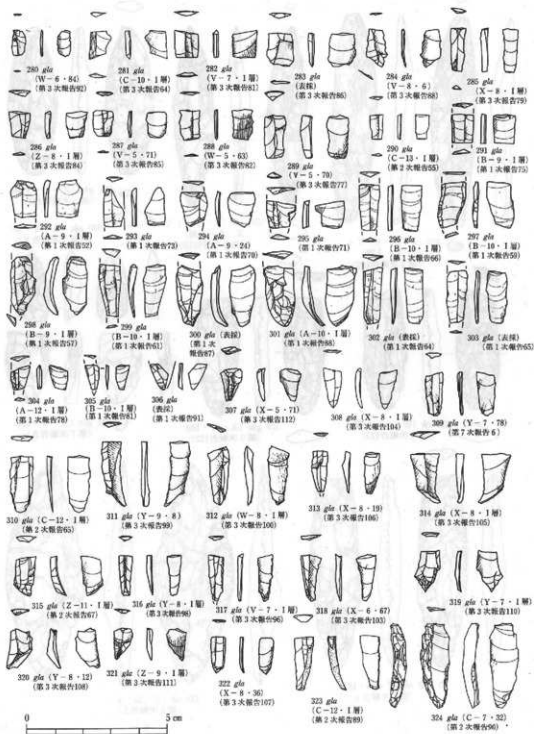 280 gla
(W-6・84)
(第3次報告92)
281 gla
(C-10・I層)
(第3次報告64)
282 gla
(V-7・I層)
(第3次報告81)
283 gla
(表採)
(第3次報告86)
284 gla
(V-8・6)
(第3次報告88)
285 gla
(X-8・I層)
(第3次報告79)
286 gla
(Z-8・I層)
(第3次報告84)
287 gla
(V-5・71)
(第3次報告85)
288 gla
(W-5・63)
(第3次報告82)
289 gla
(V-5・70)
(第3次報告77)
290 gla
(C-13・I層)
(第2次報告55)
291 gla
(B-9・I層)
(第1次報告75)
292 gla
(A-9・I層)
(第1次報告52)
293 gla
(第1次報告73)
294 gla
(A-9・24)
(第1次報告70)
295 gla
(第1次報告71)
296 gla
(B-10・I層)
(第1次報告66)
297 gla
(B-10・I層)
(第1次報告59)
298 gla
(B-9・I層)
(第1次報告57)
299 gla
(B-10・I層)
(第1次報告61)
300 gla (表採)
(第1次
報告87)
301 gla (A-10・I層)
(第1次報告88)
302 gla (表採)
(第1次報告64)
303 gla (表採)
(第1次報告65)
304 gla
(A-12・I層)
(第1次報告78)
305 gla
(B-10・I層)
(第1次報告81)
306 gla
(表採)
(第1次報告91)
307 gla (X-5・71)
(第3次報告112)
308 gla (X-8・I層)
(第3次報告104)
309 gla (Y-7・78)
(第7次報告6)
310 gla (C-12・I層)
(第2次報告65)
311 gla (Y-9・8)
(第3次報告99)
312 gla (W-8・I層)
(第3次報告100)
313 gla (X-8・19)
(第3次報告106)
314 gla (X-8・I層)
(第3次報告105)
315 gla (Z-11・I層)
(第2次報告67)
316 gla (Y-8・I層)
(第3次報告98)
317 gla (V-7・I層)
(第3次報告96)
318 gla (X-6・67)
(第3次報告103)
319 gla (Y-7・I層)
(第3次報告110)
320 gla (Y-8・12)
(第3次報告108)
321 gla (Z-9・I層)
(第3次報告111)
322 gla
(X-8・36)
(第3次報告107)
323 gla
(C-12・I層)
(第2次報告89)
324 gla (C-7・32)
(第2次報告96)
0 5 cm